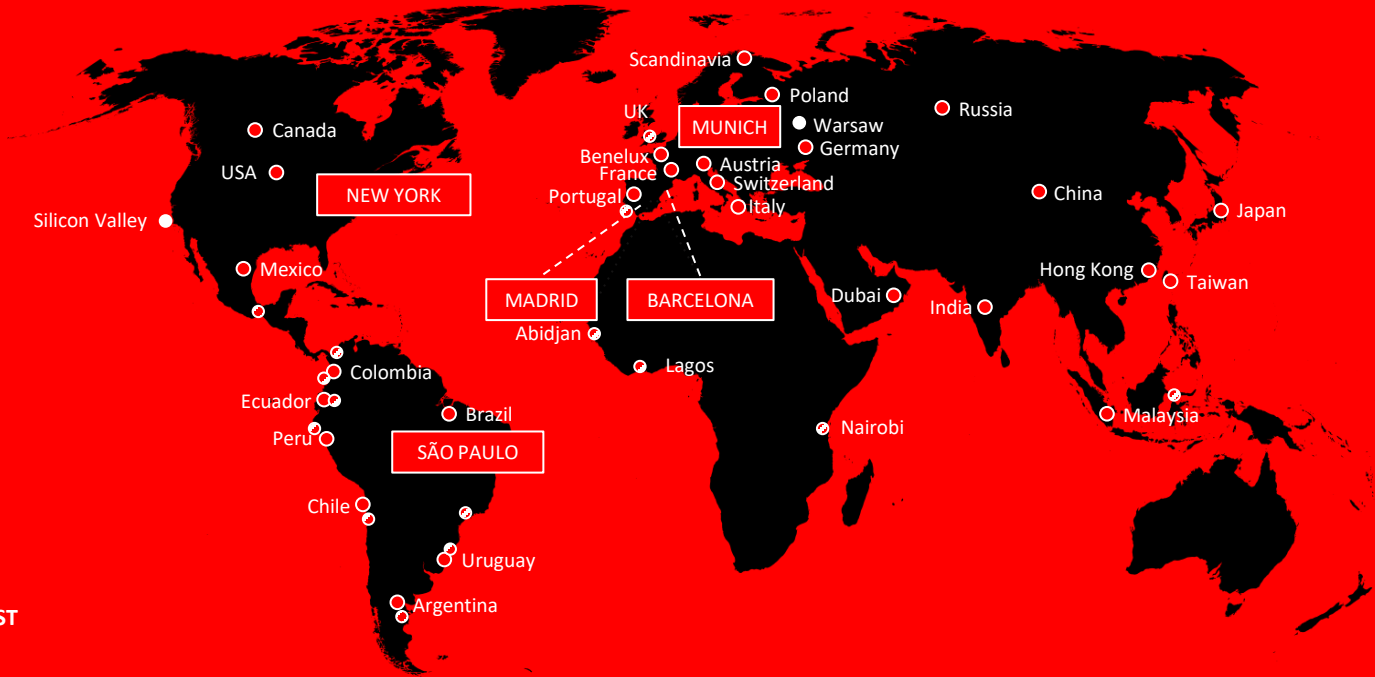 Scandinavia
Poland
Russia
UK
MUNICH
Warsaw
Canada
Germany
Benelux
Austria
USA
France
Switzerland
NEW YORK
Portugal
China
Italy
Japan
Silicon Valley
Mexico
Hong Kong
Taiwan
MADRID
BARCELONA
Dubai
India
Abidjan
Lagos
Colombia
Ecuador
Brazil
Malaysia
Nairobi
Peru
SÃO PAULO
Chile
Uruguay
Argentina
ST